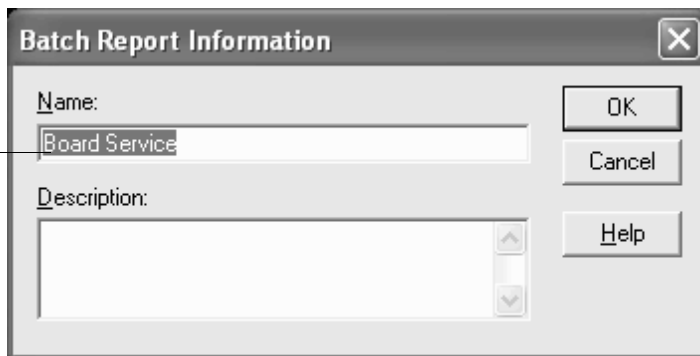 Batch Report Information
Name:
Board Service
Description:
OK
Cancel
Help